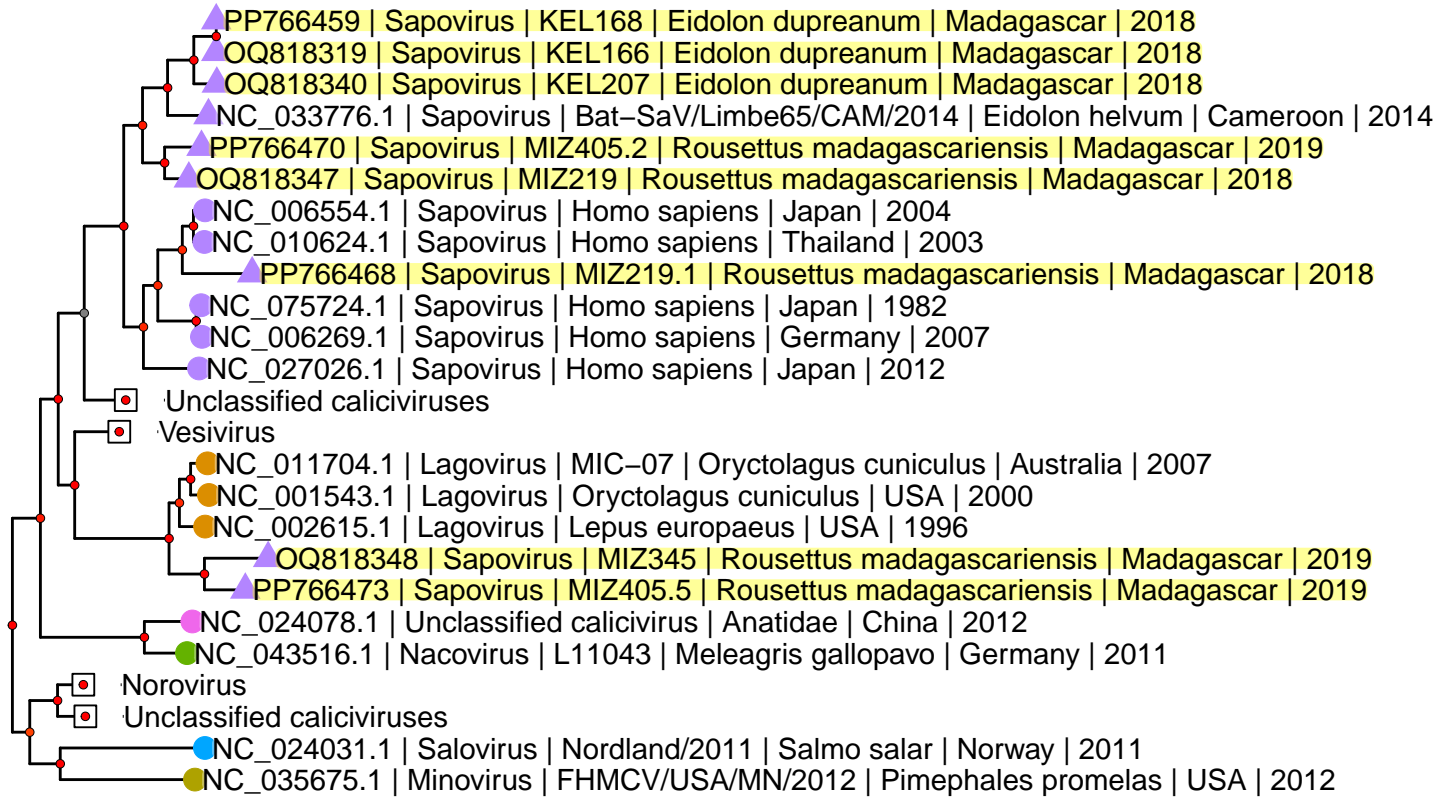 PP766459 | Sapovirus | KEL168 | Eidolon dupreanum | Madagascar | 2018
OQ818319 | Sapovirus | KEL166 | Eidolon dupreanum | Madagascar | 2018
OQ818340 | Sapovirus | KEL207 | Eidolon dupreanum | Madagascar | 2018
NC_033776.1 | Sapovirus | Bat−SaV/Limbe65/CAM/2014 | Eidolon helvum | Cameroon | 2014
PP766470 | Sapovirus | MIZ405.2 | Rousettus madagascariensis | Madagascar | 2019
OQ818347 | Sapovirus | MIZ219 | Rousettus madagascariensis | Madagascar | 2018
NC_006554.1 | Sapovirus | Homo sapiens | Japan | 2004
NC_010624.1 | Sapovirus | Homo sapiens | Thailand | 2003
PP766468 | Sapovirus | MIZ219.1 | Rousettus madagascariensis | Madagascar | 2018
NC_075724.1 | Sapovirus | Homo sapiens | Japan | 1982
NC_006269.1 | Sapovirus | Homo sapiens | Germany | 2007
NC_027026.1 | Sapovirus | Homo sapiens | Japan | 2012
Unclassified caliciviruses
Vesivirus
NC_011704.1 | Lagovirus | MIC−07 | Oryctolagus cuniculus | Australia | 2007
NC_001543.1 | Lagovirus | Oryctolagus cuniculus | USA | 2000
NC_002615.1 | Lagovirus | Lepus europaeus | USA | 1996
OQ818348 | Sapovirus | MIZ345 | Rousettus madagascariensis | Madagascar | 2019
PP766473 | Sapovirus | MIZ405.5 | Rousettus madagascariensis | Madagascar | 2019
NC_024078.1 | Unclassified calicivirus | Anatidae | China | 2012
NC_043516.1 | Nacovirus | L11043 | Meleagris gallopavo | Germany | 2011
Norovirus
Unclassified caliciviruses
NC_024031.1 | Salovirus | Nordland/2011 | Salmo salar | Norway | 2011
NC_035675.1 | Minovirus | FHMCV/USA/MN/2012 | Pimephales promelas | USA | 2012